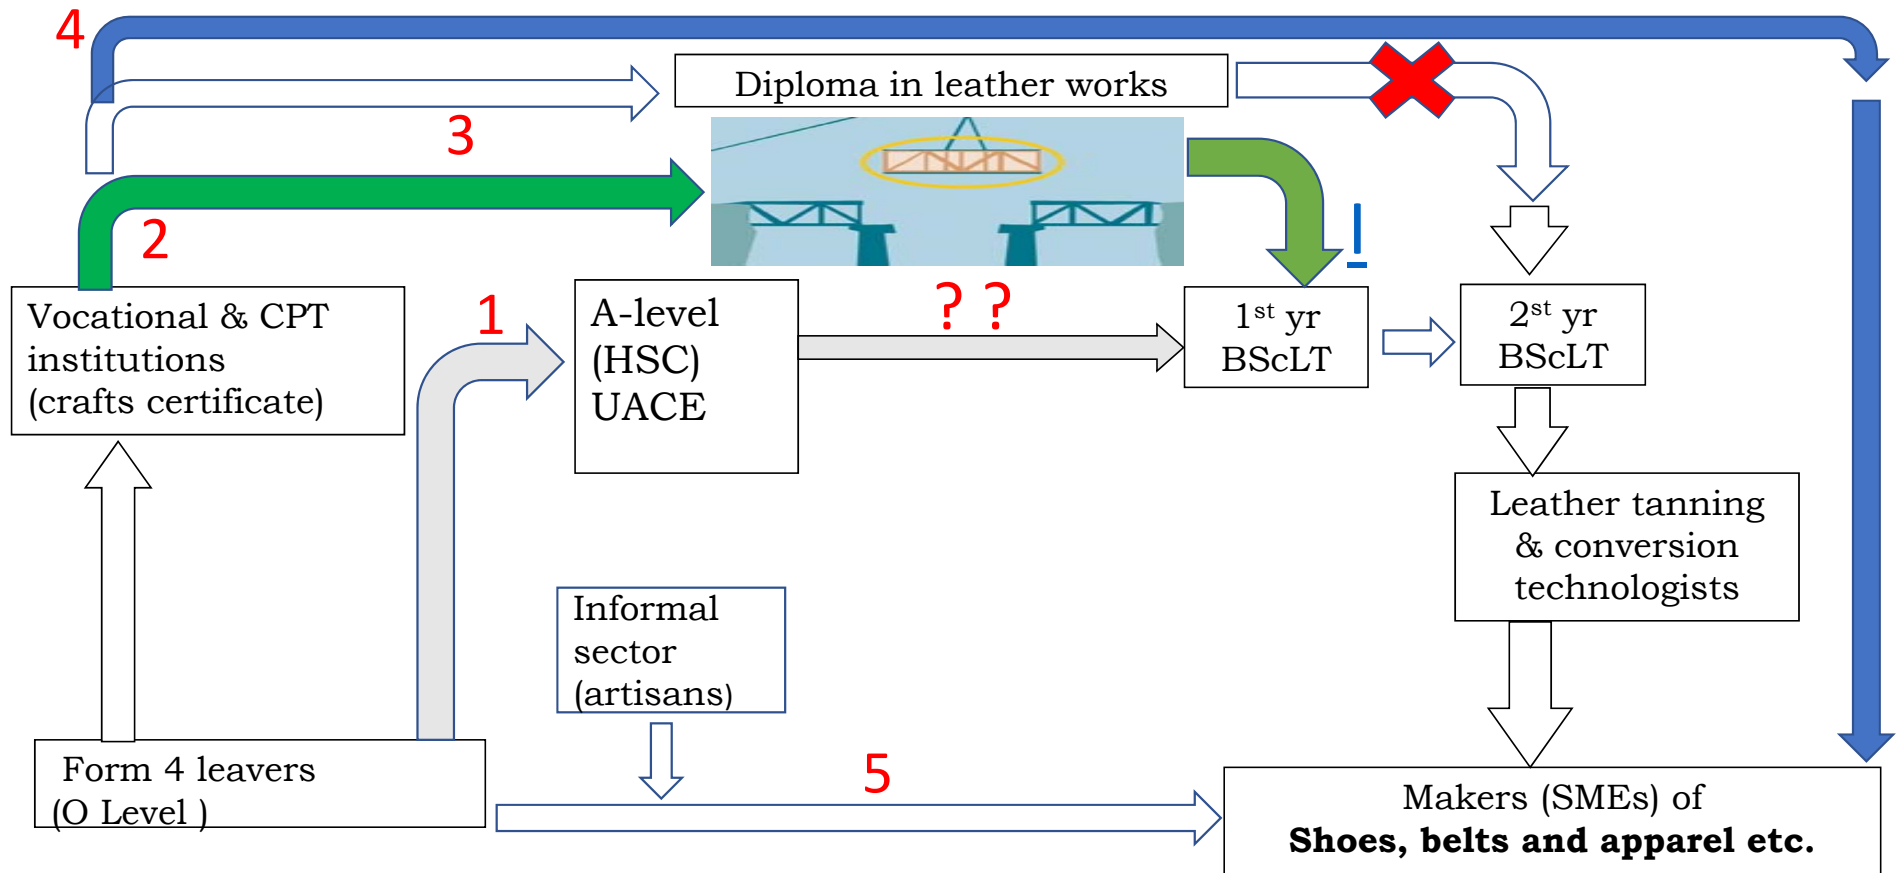 4
Diploma in leather works
3
2
Vocational & CPT
institutions
(crafts certificate)
1
A-level
(HSC)
UACE
? ?
I
1st yr
BScLT
2st yr
BScLT
Leather tanning
& conversion
technologists
Informal
sector
(artisans)
Form 4 leavers
(O Level )
5
Makers (SMEs) of
Shoes, belts and apparel etc.